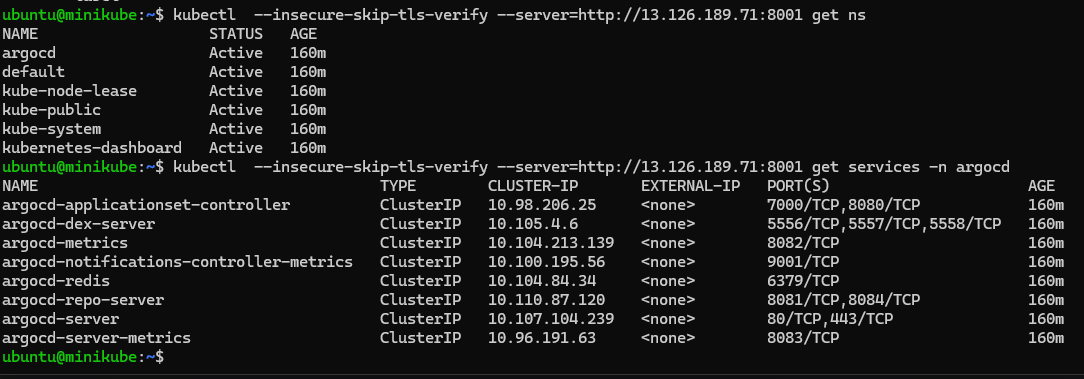 ubuntu@minikube:~$ kubectl  --insecure-skip-tls-verify --server=http://13.126.189.71:8001 get ns
NAME                   STATUS   AGE
argocd                 Active   160m
default                Active   160m
kube-node-lease        Active   160m
kube-public            Active   160m
kube-system            Active   160m
kubernetes-dashboard   Active   160m
ubuntu@minikube:~$ kubectl  --insecure-skip-tls-verify --server=http://13.126.189.71:8001 get services -n argocd
NAME                                      TYPE        CLUSTER-IP       EXTERNAL-IP   PORT(S)                      AGE
argocd-applicationset-controller          ClusterIP   10.98.206.25     <none>        7000/TCP,8080/TCP            160m
argocd-dex-server                         ClusterIP   10.105.4.6       <none>        5556/TCP,5557/TCP,5558/TCP   160m
argocd-metrics                            ClusterIP   10.104.213.139   <none>        8082/TCP                     160m
argocd-notifications-controller-metrics   ClusterIP   10.100.195.56    <none>        9001/TCP                     160m
argocd-redis                              ClusterIP   10.104.84.34     <none>        6379/TCP                     160m
argocd-repo-server                        ClusterIP   10.110.87.120    <none>        8081/TCP,8084/TCP            160m
argocd-server                             ClusterIP   10.107.104.239   <none>        80/TCP,443/TCP               160m
argocd-server-metrics                     ClusterIP   10.96.191.63     <none>        8083/TCP                     160m
ubuntu@minikube:~$